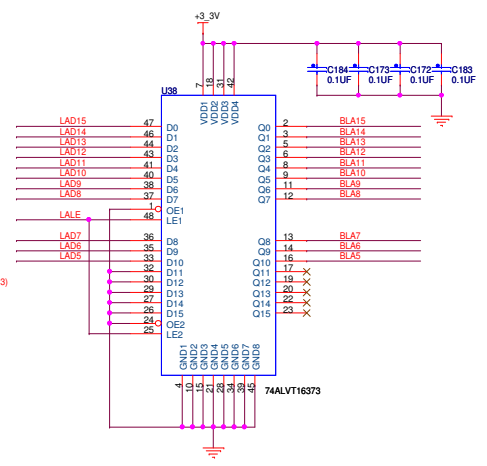 +3_3V
C184 C173 C172 C183
0.1UF 0.1UF 0.1UF 0.1UF
U38
7 18 31 42
VDD1 VDD2 VDD3 VDD4
LAD15 47 D0 Q0 2 BLA15
LAD14 46 D1 Q1 3 BLA14
LAD13 44 D2 Q2 5 BLA13
LAD12 43 D3 Q3 6 BLA12
LAD11 41 D4 Q4 8 BLA11
LAD10 40 D5 Q5 9 BLA10
LAD9 38 D6 Q6 11 BLA9
LAD8 37 D7 Q7 12 BLA8
1 OE1
LALE 48 LE1
LAD7 36 D8 Q8 13 BLA7
LAD6 35 D9 Q9 14 BLA6
LAD5 33 D10 Q10 16 BLA5
32 D11 Q11 17
3) 30 D12 Q12 19
29 D13 Q13 20
27 D14 Q14 22
26 D15 Q15 23
24 OE2
25 LE2
GND1 GND2 GND3 GND4 GND5 GND6 GND7 GND8
4 10 15 21 28 34 39 45
74ALVT16373